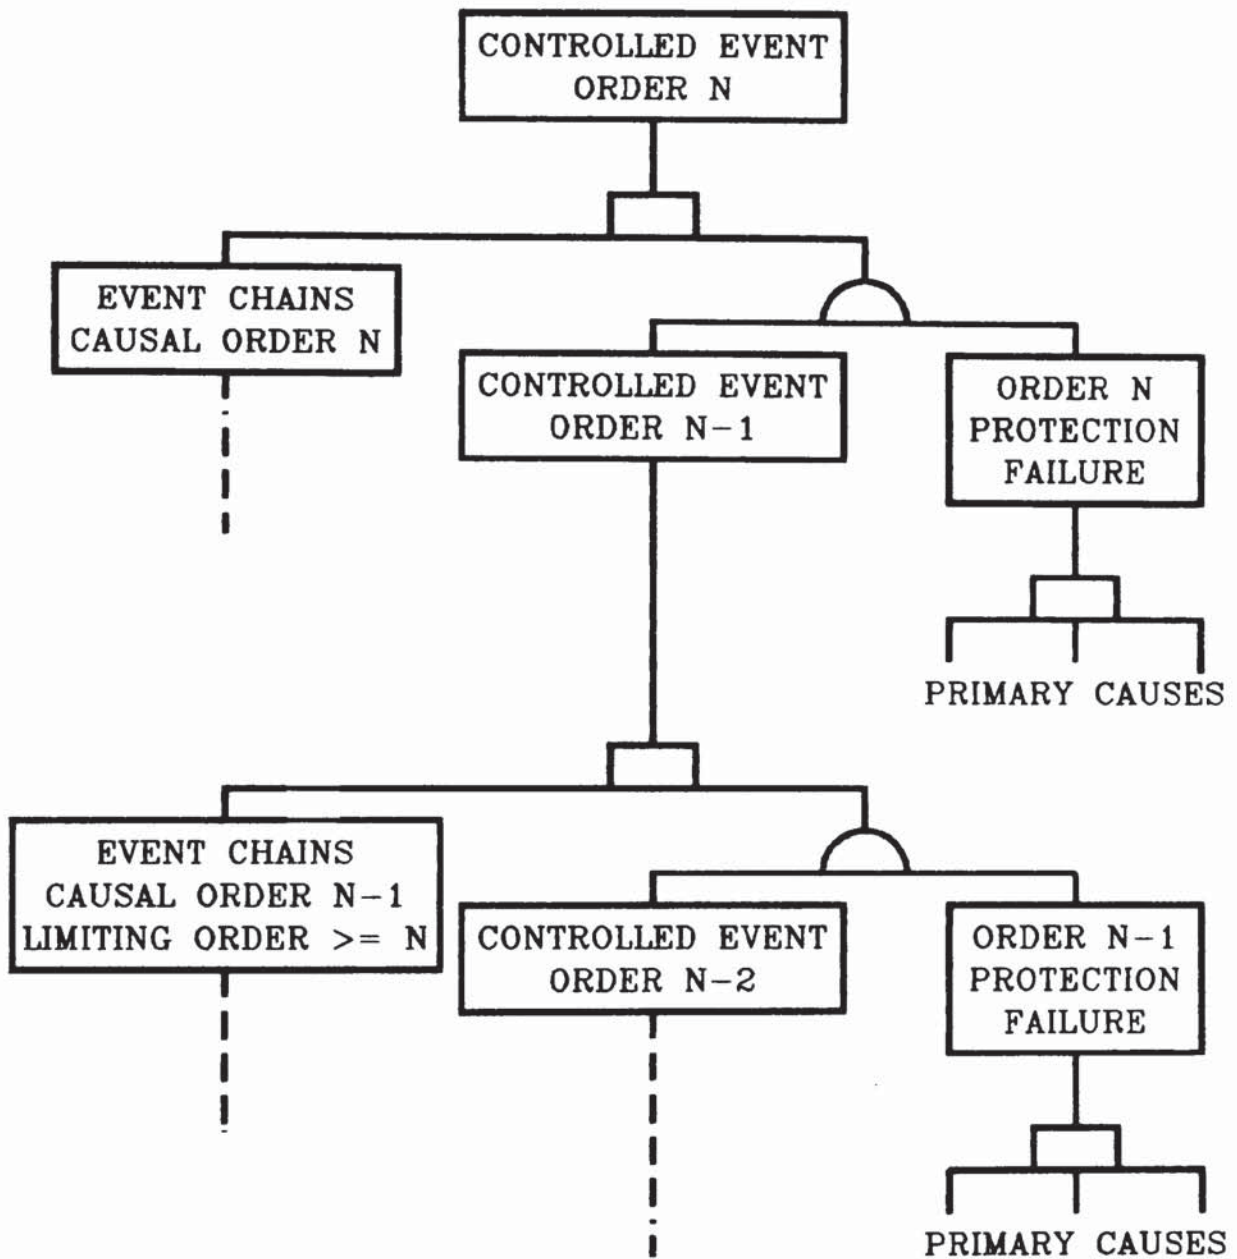 CONTROLLED EVENT
ORDER N
EVENT CHAINS
CAUSAL ORDER N
CONTROLLED EVENT
ORDER N-1
ORDER N
PROTECTION
FAILURE
PRIMARY CAUSES
EVENT CHAINS
CAUSAL ORDER N-1
LIMITING ORDER >= N
CONTROLLED EVENT
ORDER N-2
ORDER N-1
PROTECTION
FAILURE
PRIMARY CAUSES